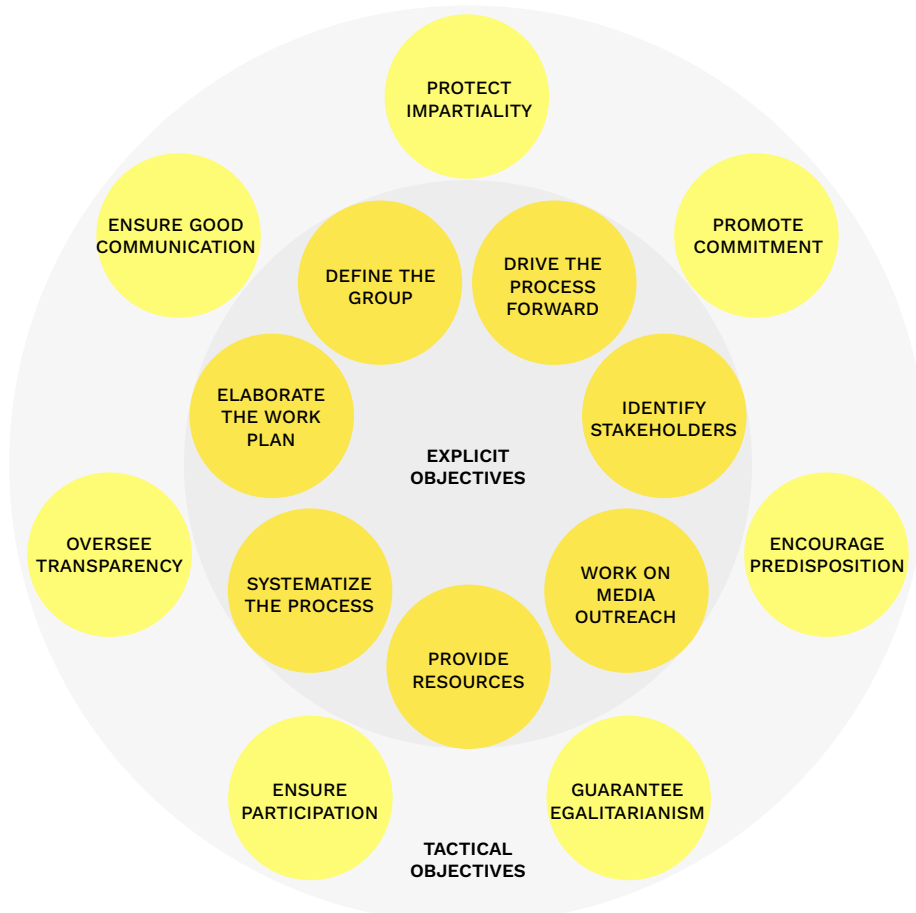 PROTECT
IMPARTIALITY
ENSURE GOOD
COMMUNICATION
PROMOTE
COMMITMENT
DEFINE THE
GROUP
DRIVE THE
PROCESS
FORWARD
ELABORATE
THE WORK
PLAN
IDENTIFY
STAKEHOLDERS
EXPLICIT
OBJECTIVES
OVERSEE
TRANSPARENCY
ENCOURAGE
PREDISPOSITION
SYSTEMATIZE
THE PROCESS
WORK ON
MEDIA
OUTREACH
PROVIDE
RESOURCES
ENSURE
PARTICIPATION
GUARANTEE
EGALITARIANISM
TACTICAL
OBJECTIVES